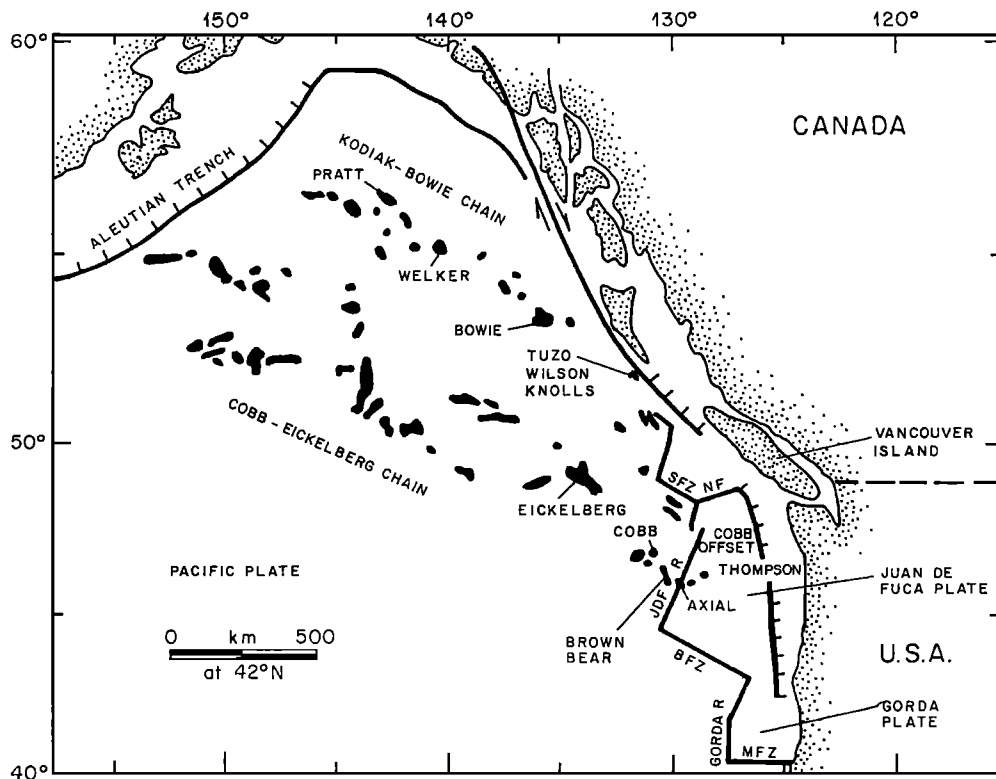 150° 140° 130° 120°
60°
CANADA
KODIAK-BOWIE CHAIN
PRATT
ALEUTIAN TRENCH
WELKER
BOWIE
TUZO
WILSON
KNOLLS
COBB-EICKELBERG CHAIN
50°
VANCOUVER
ISLAND
SFZ NF
EICKELBERG
COBB
COBB
OFFSET
THOMPSON
PACIFIC PLATE
JUAN DE
FUCA PLATE
JDF R
AXIAL
0 km 500
at 42°N
BROWN
BEAR
BFZ
U.S.A.
GORDA
PLATE
GORDA R
MFZ
40°